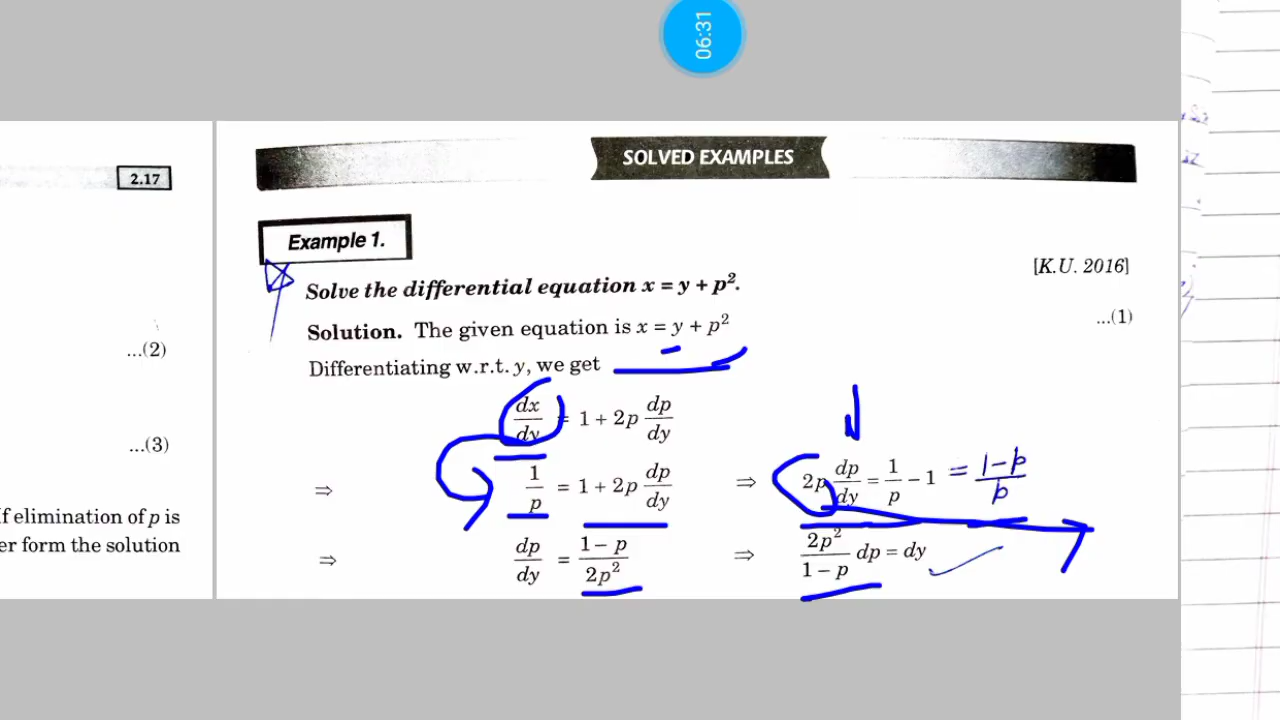 06:31
2.17
...(2)
...(3)
If elimination of p is
er form the solution
SOLVED EXAMPLES
Example 1.
[K.U. 2016]
Solve the differential equation x = y + p².
Solution. The given equation is x = y + p² ...(1)
Differentiating w.r.t. y, we get
dx/dy = 1 + 2p dp/dy
⇒ 1/p = 1 + 2p dp/dy ⇒ 2p dp/dy = 1/p − 1 = (1−p)/p
⇒ dp/dy = (1 − p)/(2p²) ⇒ 2p²/(1 − p) dp = dy